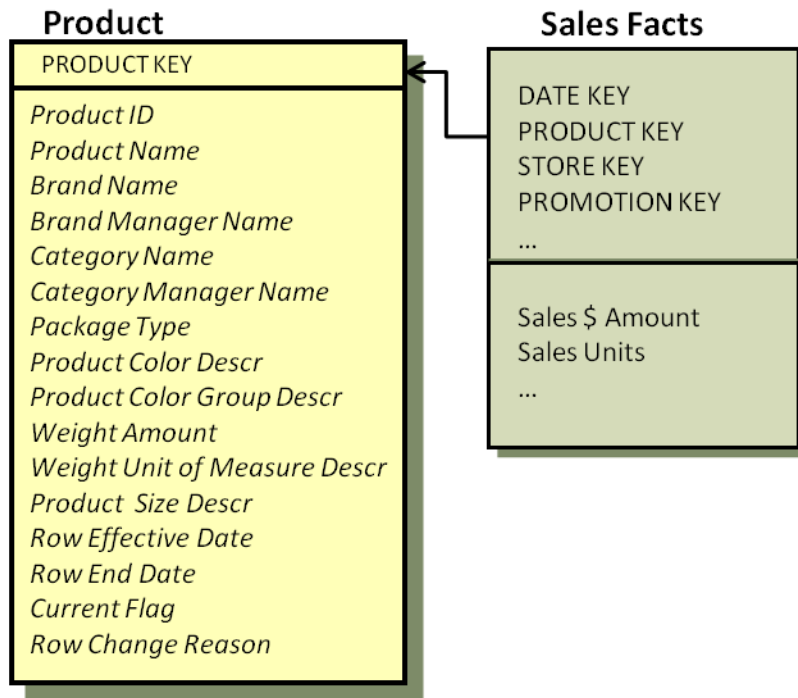 Product
PRODUCT KEY
Product ID
Product Name
Brand Name
Brand Manager Name
Category Name
Category Manager Name
Package Type
Product Color Descr
Product Color Group Descr
Weight Amount
Weight Unit of Measure Descr
Product Size Descr
Row Effective Date
Row End Date
Current Flag
Row Change Reason
Sales Facts
DATE KEY
PRODUCT KEY
STORE KEY
PROMOTION KEY
...
Sales $ Amount
Sales Units
...